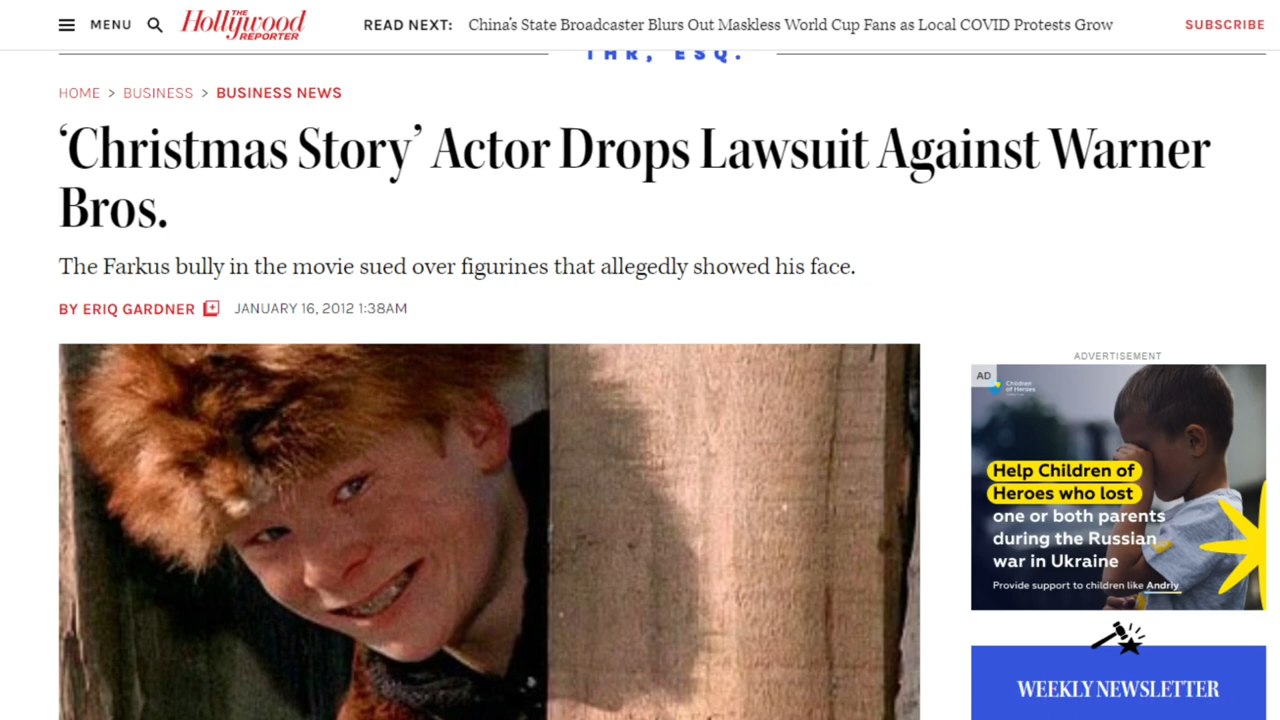 MENU
THE
Hollywood
REPORTER
READ NEXT: China's State Broadcaster Blurs Out Maskless World Cup Fans as Local COVID Protests Grow
SUBSCRIBE
THR, ESQ.
HOME > BUSINESS > BUSINESS NEWS
‘Christmas Story’ Actor Drops Lawsuit Against Warner
Bros.
The Farkus bully in the movie sued over figurines that allegedly showed his face.
BY ERIQ GARDNER JANUARY 16, 2012 1:38AM
ADVERTISEMENT
AD
Children
of Heroes
Help Children of
Heroes who lost
one or both parents
during the Russian
war in Ukraine
Provide support to children like Andriy
WEEKLY NEWSLETTER